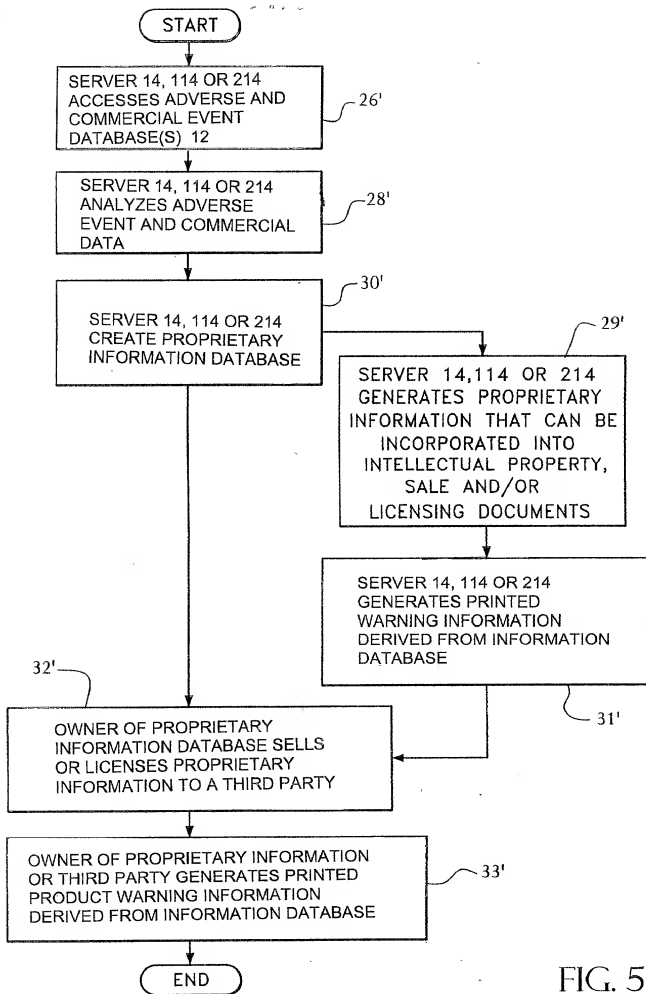 START
SERVER 14, 114 OR 214
ACCESSES ADVERSE AND
COMMERCIAL EVENT
DATABASE(S) 12
26'
SERVER 14, 114 OR 214
ANALYZES ADVERSE
EVENT AND COMMERCIAL
DATA
28'
30'
SERVER 14, 114 OR 214
CREATE PROPRIETARY
INFORMATION DATABASE
29'
SERVER 14,114 OR 214
GENERATES PROPRIETARY
INFORMATION THAT CAN BE
INCORPORATED INTO
INTELLECTUAL PROPERTY,
SALE AND/OR
LICENSING DOCUMENTS
SERVER 14, 114 OR 214
GENERATES PRINTED
WARNING INFORMATION
DERIVED FROM INFORMATION
DATABASE
31'
32'
OWNER OF PROPRIETARY
INFORMATION DATABASE SELLS
OR LICENSES PROPRIETARY
INFORMATION TO A THIRD PARTY
OWNER OF PROPRIETARY INFORMATION
OR THIRD PARTY GENERATES PRINTED
PRODUCT WARNING INFORMATION
DERIVED FROM INFORMATION DATABASE
33'
END
FIG. 5